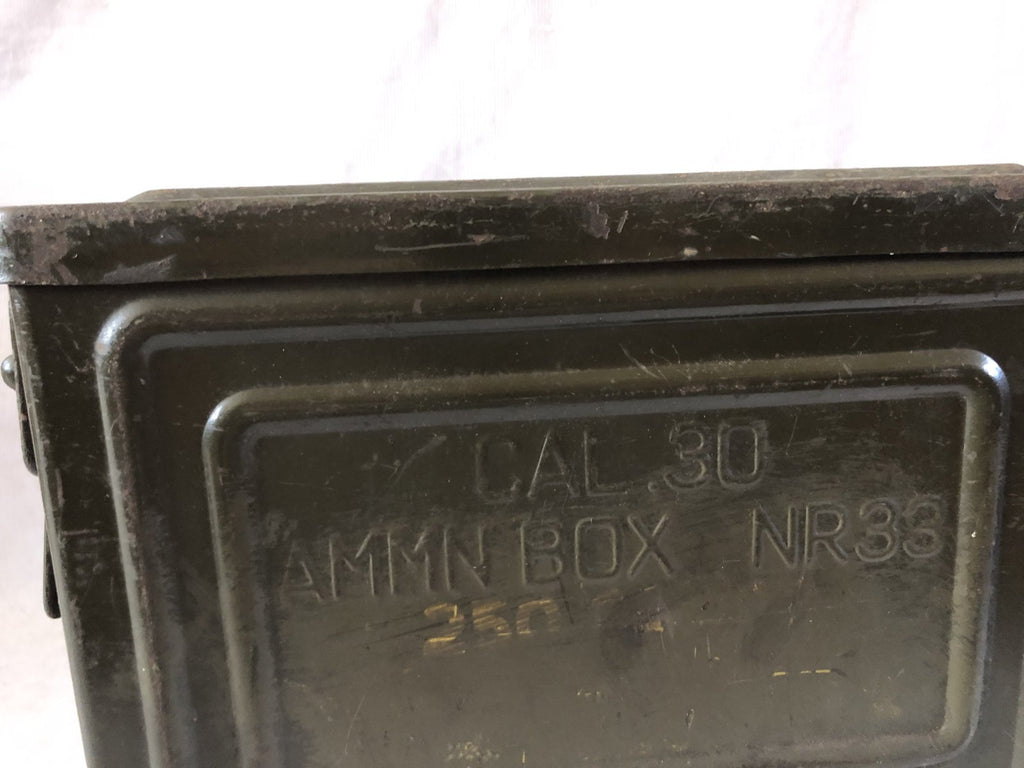 CAL .30
AMMN BOX NR33
250